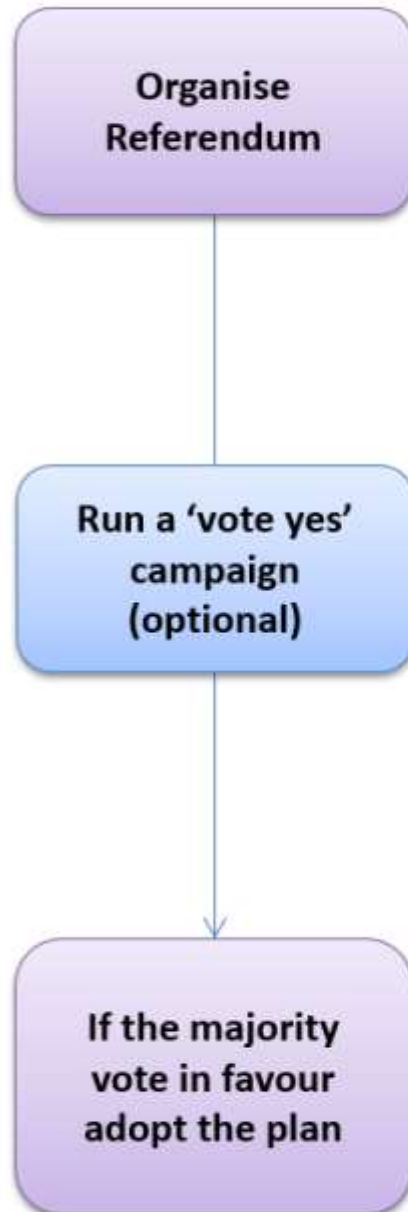 Organise
Referendum
Run a ‘vote yes’
campaign
(optional)
If the majority
vote in favour
adopt the plan